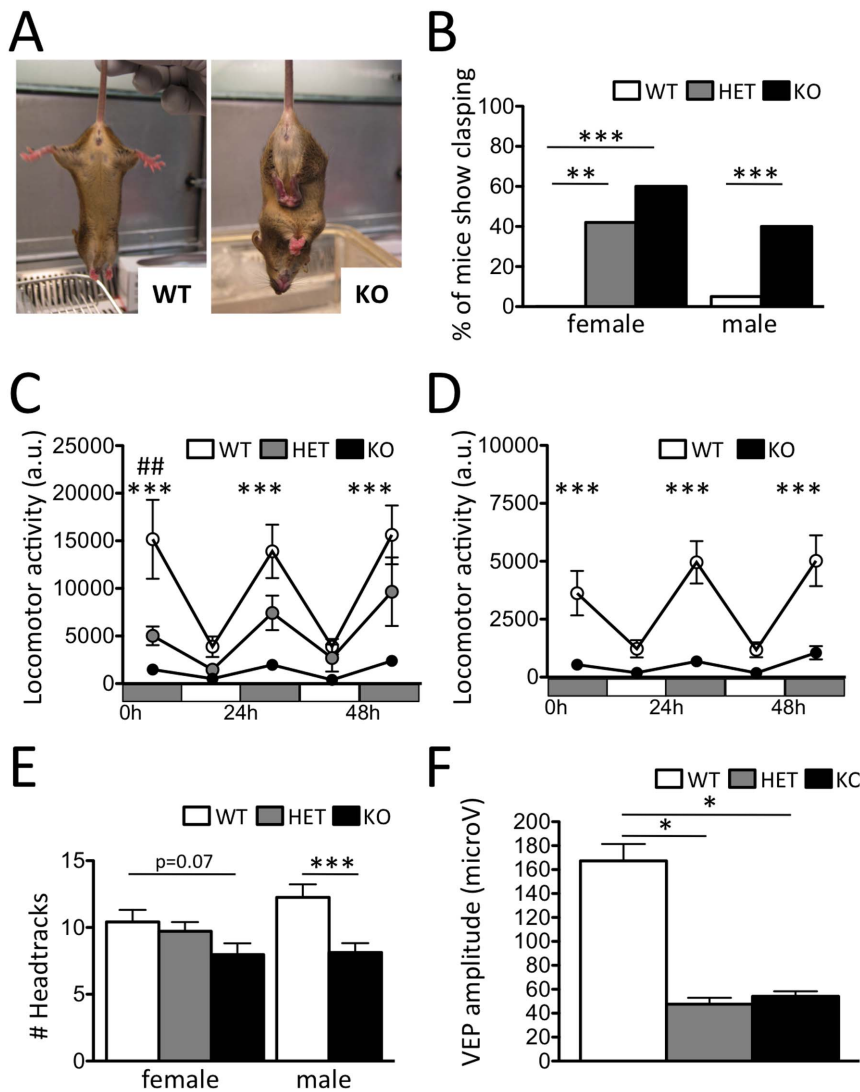 A
WT
KO
B
WT HET KO
% of mice show clasping
100
80
60
40
20
0
***
**
***
female male
C
Locomotor activity (a.u.)
25000
20000
15000
10000
5000
0
WT HET KO
##
*** *** ***
0h 24h 48h
D
Locomotor activity (a.u.)
10000
7500
5000
2500
0
WT KO
*** *** ***
0h 24h 48h
E
WT HET KO
# Headtracks
15
10
5
0
p=0.07
***
female male
F
WT HET KO
VEP amplitude (microV)
200
180
160
140
120
100
80
60
40
20
0
*
*